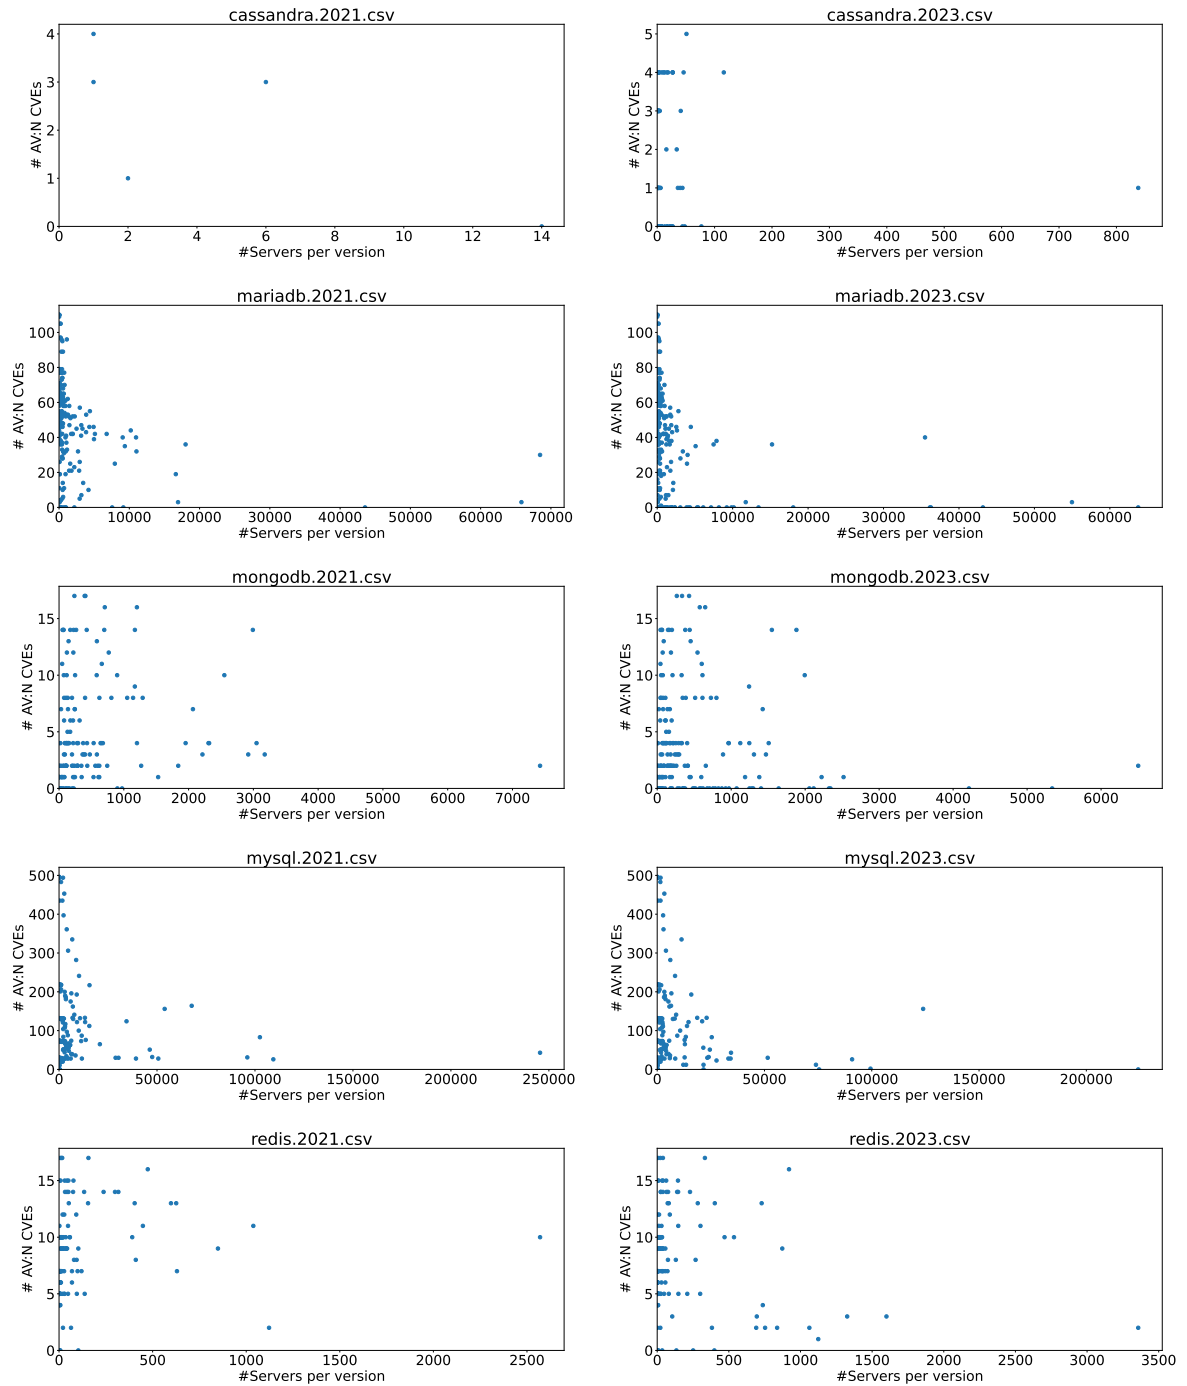 cassandra.2021.csv
# AV:N CVEs
4
3
2
1
0
0 2 4 6 8 10 12 14
#Servers per version
cassandra.2023.csv
# AV:N CVEs
5
4
3
2
1
0
0 100 200 300 400 500 600 700 800
#Servers per version
mariadb.2021.csv
# AV:N CVEs
100
80
60
40
20
0
0 10000 20000 30000 40000 50000 60000 70000
#Servers per version
mariadb.2023.csv
# AV:N CVEs
100
80
60
40
20
0
0 10000 20000 30000 40000 50000 60000
#Servers per version
mongodb.2021.csv
# AV:N CVEs
15
10
5
0
0 1000 2000 3000 4000 5000 6000 7000
#Servers per version
mongodb.2023.csv
# AV:N CVEs
15
10
5
0
0 1000 2000 3000 4000 5000 6000
#Servers per version
mysql.2021.csv
# AV:N CVEs
500
400
300
200
100
0
0 50000 100000 150000 200000 250000
#Servers per version
mysql.2023.csv
# AV:N CVEs
500
400
300
200
100
0
0 50000 100000 150000 200000
#Servers per version
redis.2021.csv
# AV:N CVEs
15
10
5
0
0 500 1000 1500 2000 2500
#Servers per version
redis.2023.csv
# AV:N CVEs
15
10
5
0
0 500 1000 1500 2000 2500 3000 3500
#Servers per version